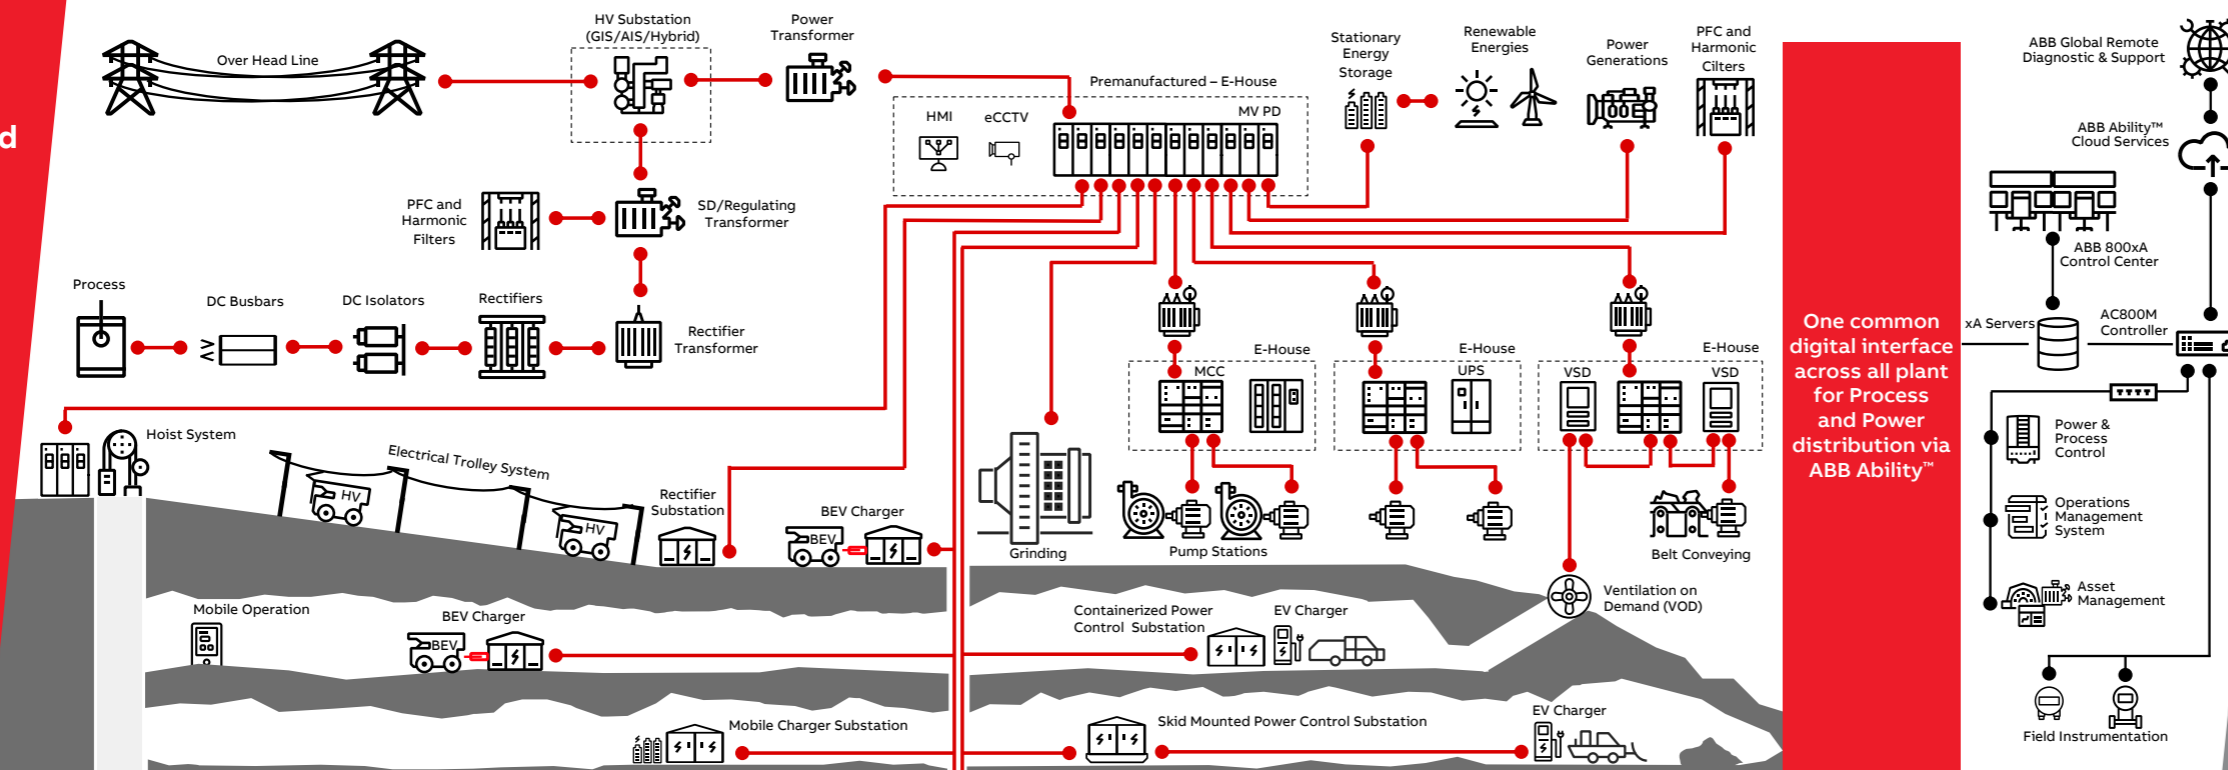 d
Over Head Line
HV Substation
(GIS/AIS/Hybrid)
Power
Transformer
Premanufactured – E-House
HMI
eCCTV
MV PD
Stationary
Energy
Storage
Renewable
Energies
Power
Generations
PFC and
Harmonic
Cilters
PFC and
Harmonic
Filters
SD/Regulating
Transformer
Process
DC Busbars
DC Isolators
Rectifiers
Rectifier
Transformer
E-House
MCC
E-House
UPS
E-House
VSD
VSD
Hoist System
Electrical Trolley System
HV
HV
Rectifier
Substation
BEV Charger
BEV
Grinding
Pump Stations
Belt Conveying
Ventilation on
Demand (VOD)
Mobile Operation
BEV Charger
BEV
Containerized Power
Control Substation
EV Charger
Mobile Charger Substation
Skid Mounted Power Control Substation
EV Charger
One common
digital interface
across all plant
for Process
and Power
distribution via
ABB Ability™
ABB Global Remote
Diagnostic & Support
ABB Ability™
Cloud Services
ABB 800xA
Control Center
xA Servers
AC800M
Controller
Power &
Process
Control
Operations
Management
System
Asset
Management
Field Instrumentation